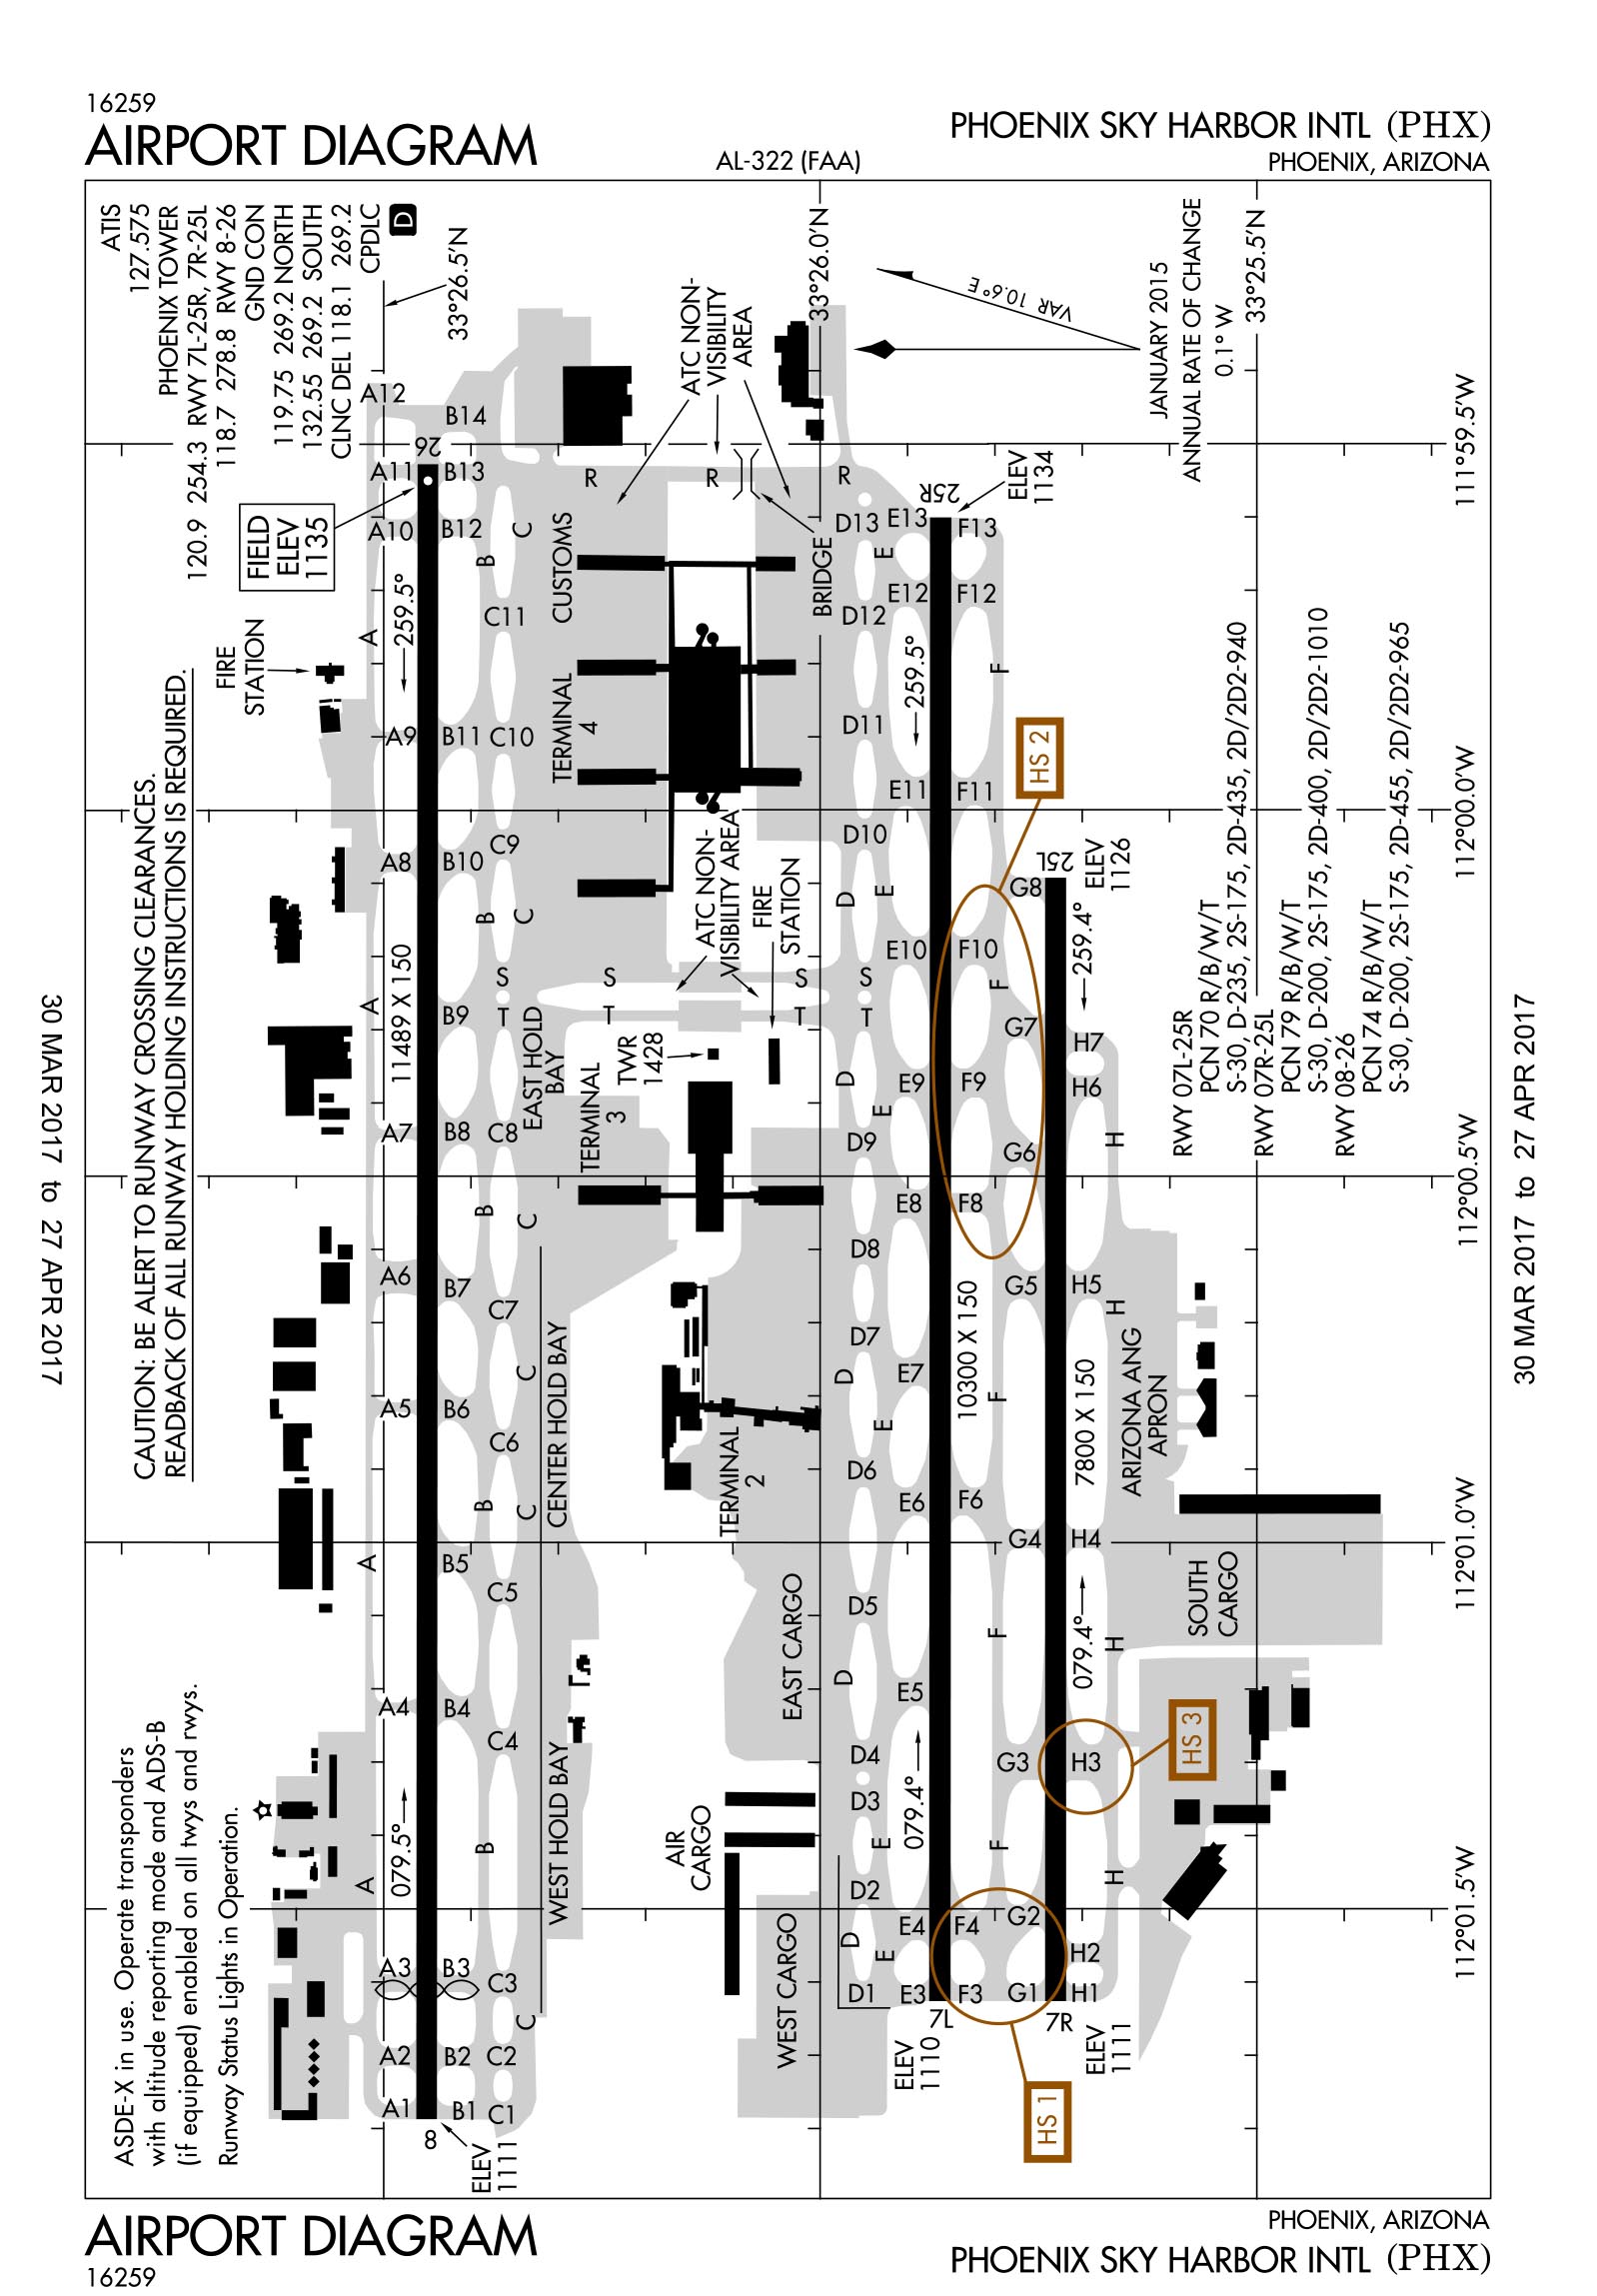 16259
AIRPORT DIAGRAM
AL-322 (FAA)
PHOENIX SKY HARBOR INTL (PHX)
PHOENIX, ARIZONA
ATIS
127.575
PHOENIX TOWER
120.9 254.3 RWY 7L-25R, 7R-25L
118.7 278.8 RWY 8-26
GND CON
119.75 269.2 NORTH
132.55 269.2 SOUTH
CLNC DEL 118.1 269.2
CPDLC
D
33°26.5'N
33°26.0'N
33°25.5'N
VAR 10.6°E
JANUARY 2015
ANNUAL RATE OF CHANGE
0.1° W
CAUTION: BE ALERT TO RUNWAY CROSSING CLEARANCES.
READBACK OF ALL RUNWAY HOLDING INSTRUCTIONS IS REQUIRED.
ASDE-X in use. Operate transponders
with altitude reporting mode and ADS-B
(if equipped) enabled on all twys and rwys.
Runway Status Lights in Operation.
FIELD
ELEV
1135
FIRE
STATION
A12
A11
A10
A
A9
A8
A
A7
A6
A5
A
A4
A
A3
A2
A1
26
259.5°
11489 X 150
079.5°
8
ELEV
1111
B14
B13
B12
B
B11
B10
B
B9
B8
B
B7
B6
B
B5
B4
B
B3
B2
B1
C
C11
C10
C9
C
S
T
C8
C
C7
C
C6
C
C5
C4
C3
C
C2
C1
EAST HOLD
BAY
CENTER HOLD BAY
WEST HOLD BAY
CUSTOMS
TERMINAL
4
TERMINAL
3
TERMINAL
2
R
R
R
S
T
S
T
S
T
ATC NON-
VISIBILITY
AREA
BRIDGE
ATC NON-
VISIBILITY AREA
FIRE
STATION
TWR
1428
EAST CARGO
AIR
CARGO
WEST CARGO
D13
D12
D11
D10
D
D
D9
D8
D7
D
D6
D5
D
D4
D3
D2
D
D1
E13
E
E12
E11
E
E10
E9
E
E8
E7
E
E6
E5
E
E4
E
E3
25R
ELEV
1134
259.5°
10300 X 150
079.4°
7L
ELEV
1110
F13
F12
F
F11
F10
F
F9
F8
F
F6
F
F
F4
F3
HS 2
G8
G7
G6
G5
G4
G3
G2
G1
25L
ELEV
1126
259.4°
7800 X 150
079.4°
7R
ELEV
1111
H7
H6
H
H5
H
H4
H
H3
H
H2
H1
HS 3
HS 1
ARIZONA ANG
APRON
SOUTH
CARGO
RWY 07L-25R
PCN 70 R/B/W/T
S-30, D-235, 2S-175, 2D-435, 2D/2D2-940
RWY 07R-25L
PCN 79 R/B/W/T
S-30, D-200, 2S-175, 2D-400, 2D/2D2-1010
RWY 08-26
PCN 74 R/B/W/T
S-30, D-200, 2S-175, 2D-455, 2D/2D2-965
111°59.5'W
112°00.0'W
112°00.5'W
112°01.0'W
112°01.5'W
30 MAR 2017 to 27 APR 2017
30 MAR 2017 to 27 APR 2017
AIRPORT DIAGRAM
16259
PHOENIX, ARIZONA
PHOENIX SKY HARBOR INTL (PHX)